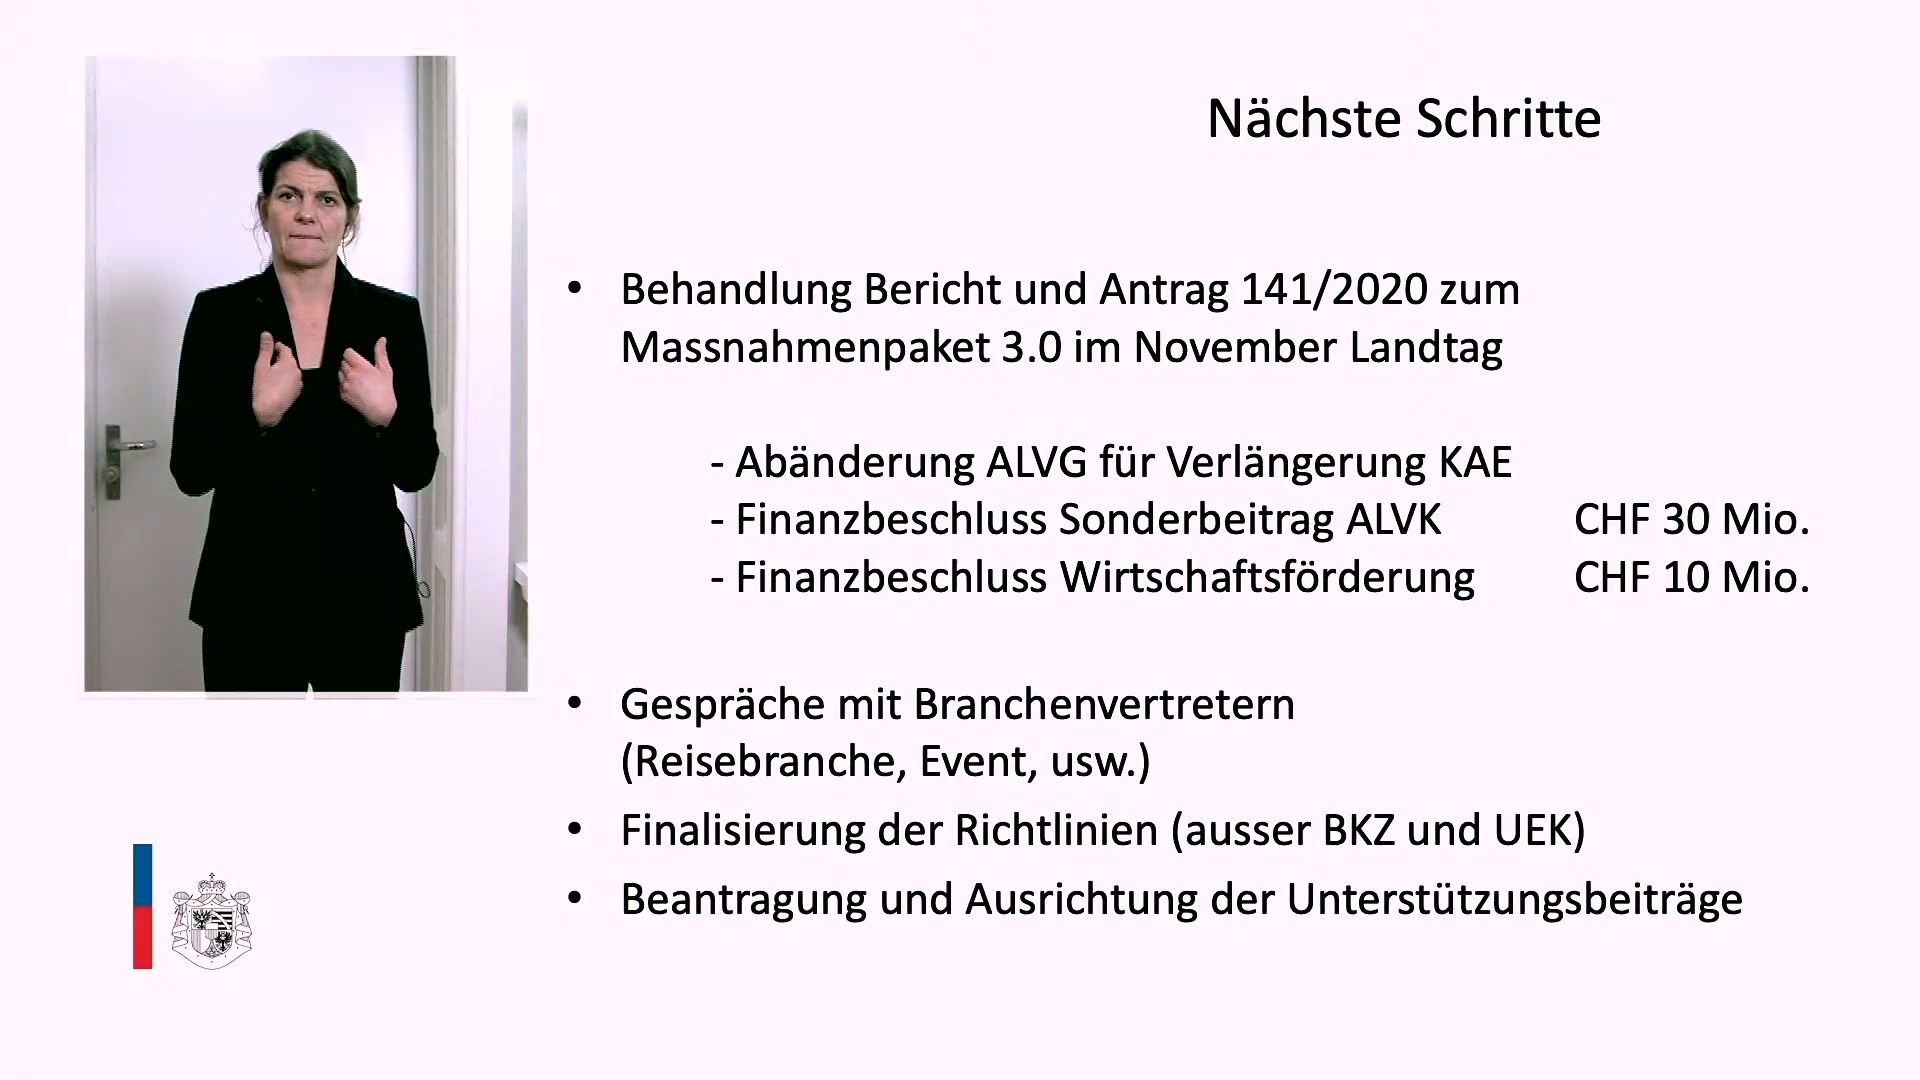 Nächste Schritte
• Behandlung Bericht und Antrag 141/2020 zum
Massnahmenpaket 3.0 im November Landtag
- Abänderung ALVG für Verlängerung KAE
- Finanzbeschluss Sonderbeitrag ALVK CHF 30 Mio.
- Finanzbeschluss Wirtschaftsförderung CHF 10 Mio.
• Gespräche mit Branchenvertretern
(Reisebranche, Event, usw.)
• Finalisierung der Richtlinien (ausser BKZ und UEK)
• Beantragung und Ausrichtung der Unterstützungsbeiträge